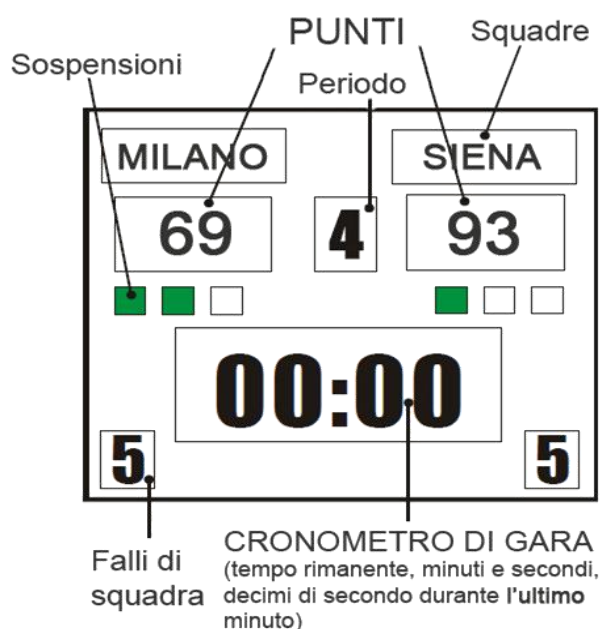 PUNTI
Squadre
Sospensioni
Periodo
MILANO
SIENA
69
4
93
00:00
5
5
Falli di
squadra
CRONOMETRO DI GARA
(tempo rimanente, minuti e secondi,
decimi di secondo durante l'ultimo
minuto)